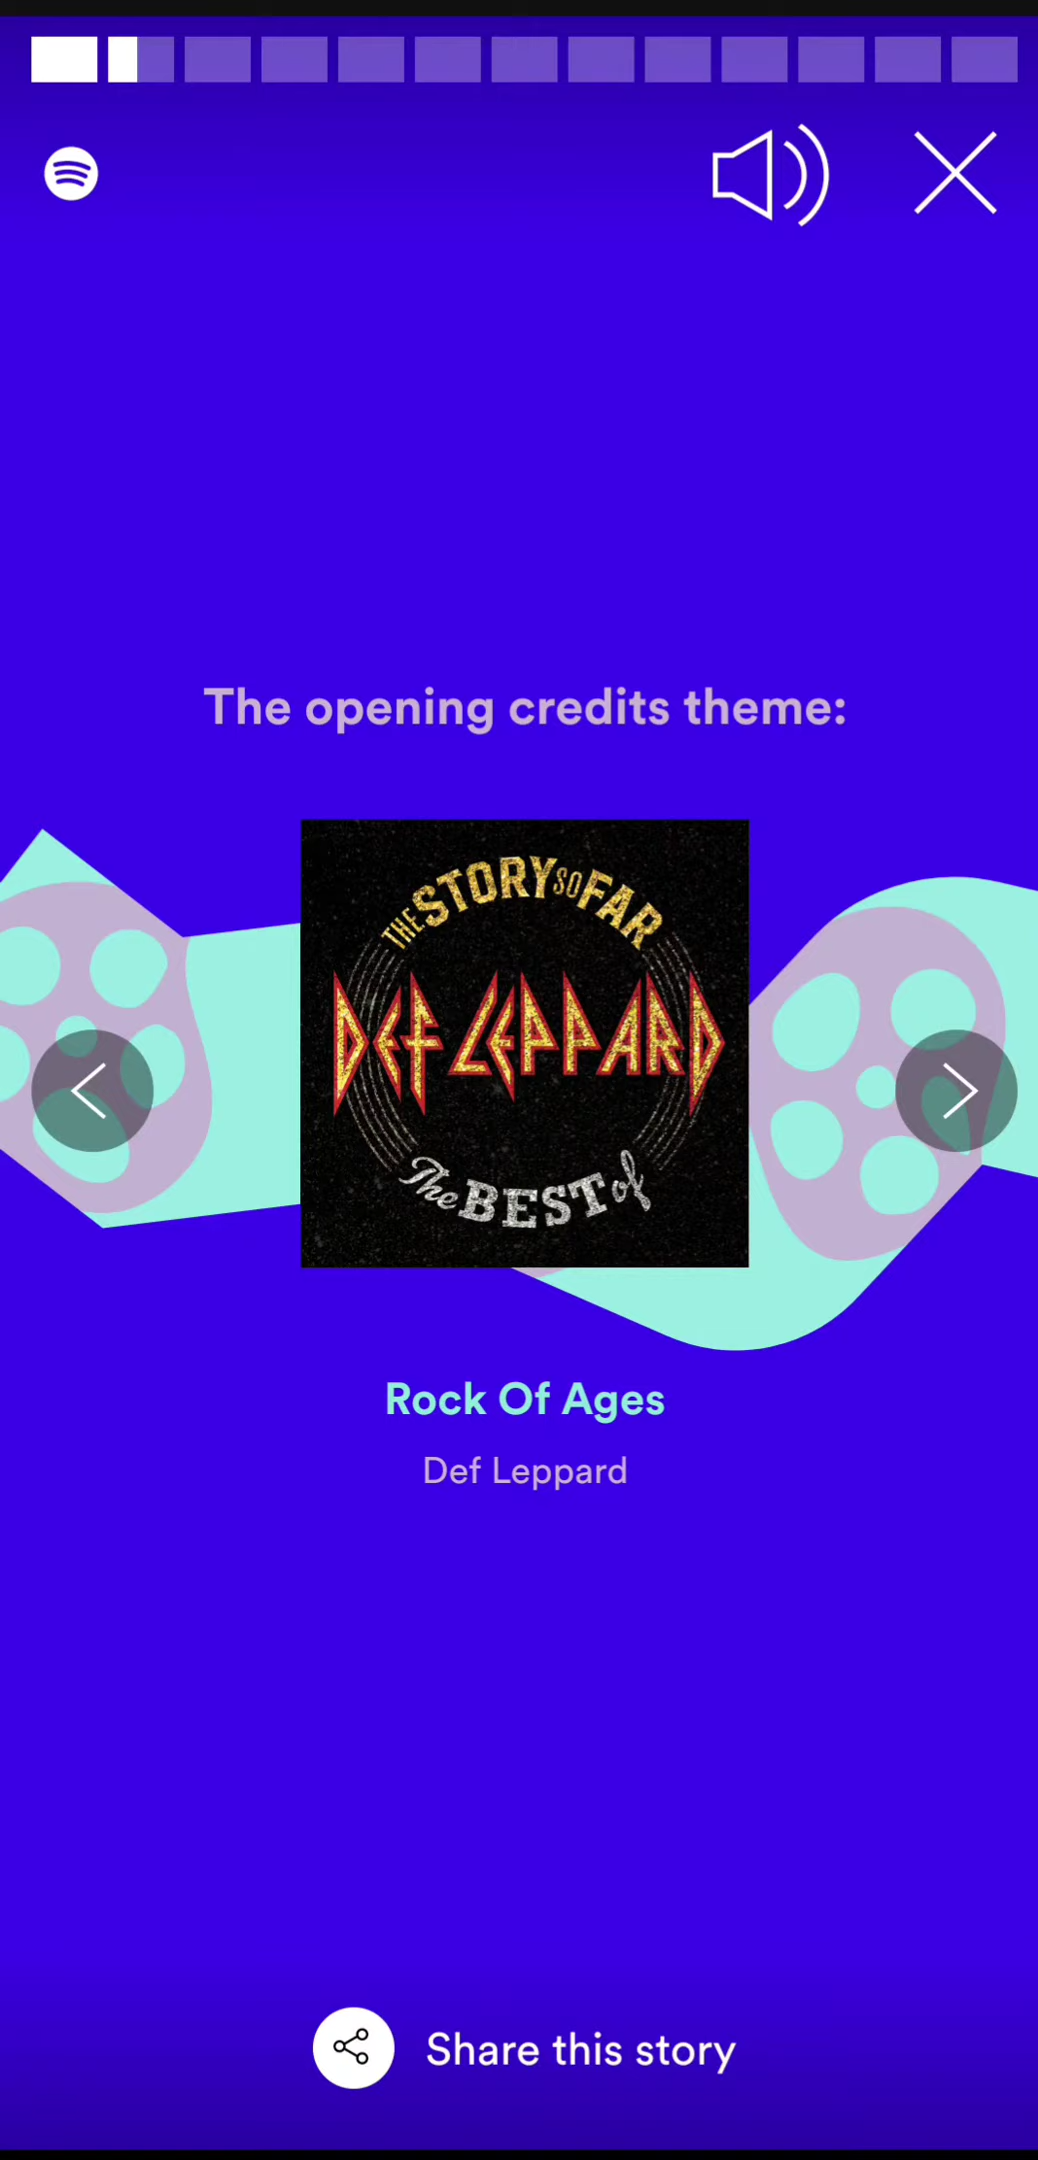 The opening credits theme:
THE STORY SO FAR
DEF LEPPARD
The BEST of
Rock Of Ages
Def Leppard
Share this story